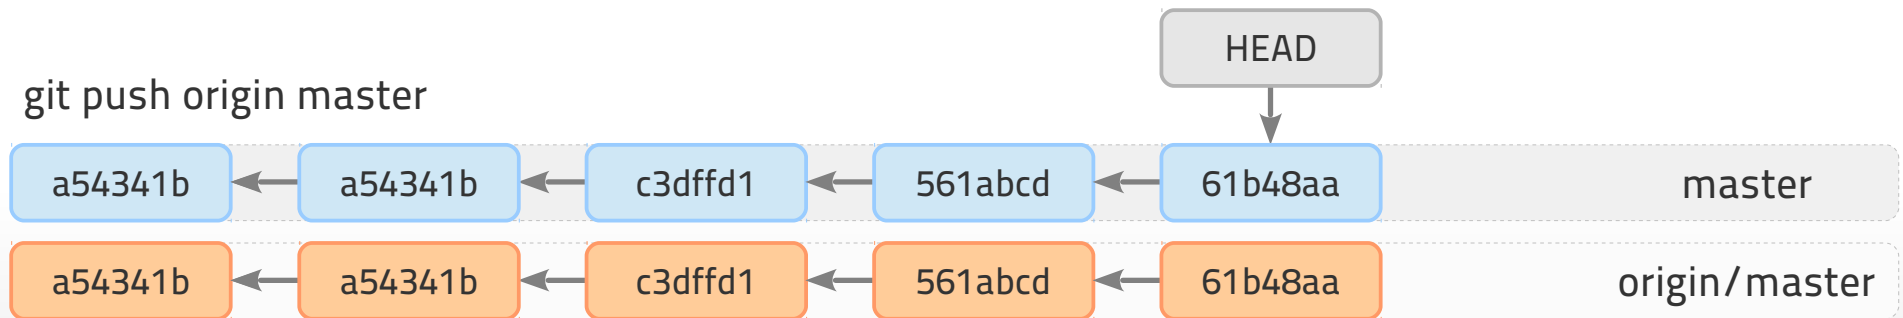 HEAD
git push origin master
a54341b a54341b c3dffd1 561abcd 61b48aa master
a54341b a54341b c3dffd1 561abcd 61b48aa origin/master